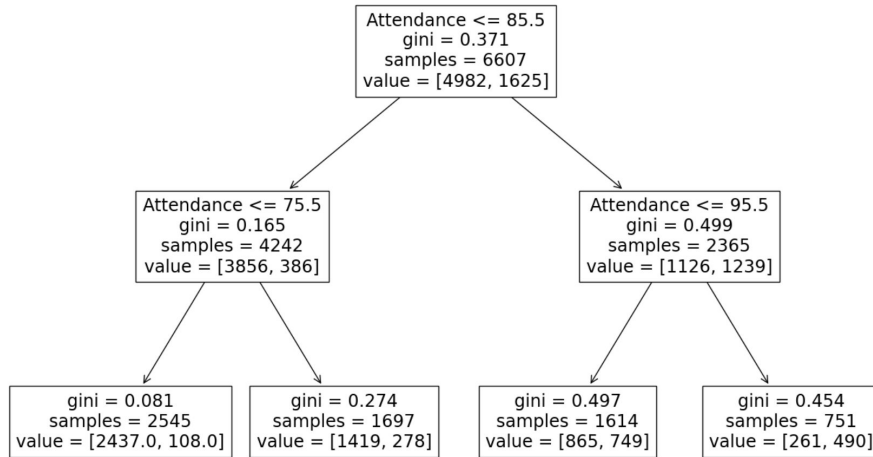 Attendance <= 85.5
gini = 0.371
samples = 6607
value = [4982, 1625]
Attendance <= 75.5
gini = 0.165
samples = 4242
value = [3856, 386]
Attendance <= 95.5
gini = 0.499
samples = 2365
value = [1126, 1239]
gini = 0.081
samples = 2545
value = [2437.0, 108.0]
gini = 0.274
samples = 1697
value = [1419, 278]
gini = 0.497
samples = 1614
value = [865, 749]
gini = 0.454
samples = 751
value = [261, 490]